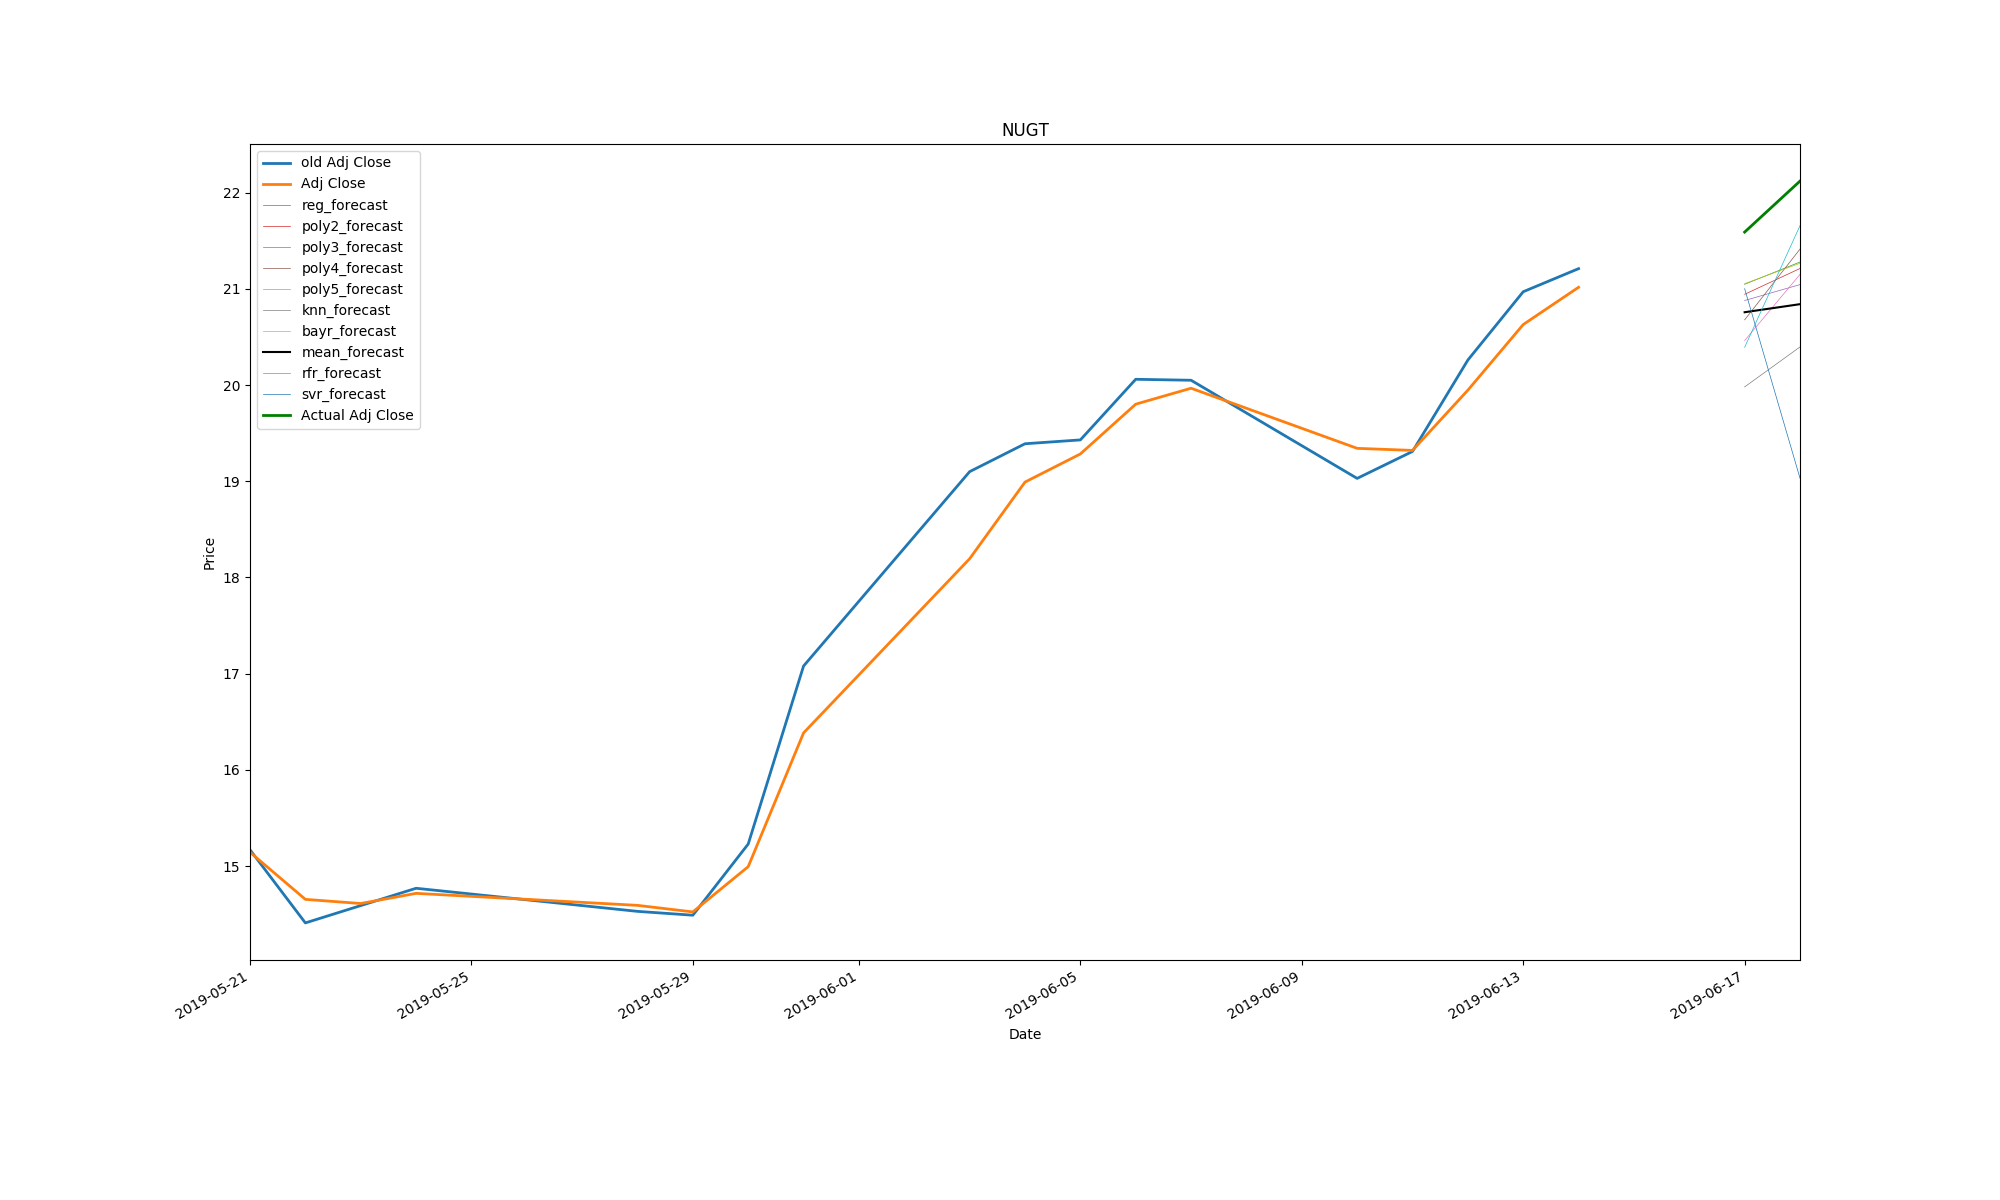 NUGT
old Adj Close
Adj Close
reg_forecast
poly2_forecast
poly3_forecast
poly4_forecast
poly5_forecast
knn_forecast
bayr_forecast
mean_forecast
rfr_forecast
svr_forecast
Actual Adj Close
22
21
20
19
18
17
16
15
Price
2019-05-21
2019-05-25
2019-05-29
2019-06-01
2019-06-05
2019-06-09
2019-06-13
2019-06-17
Date